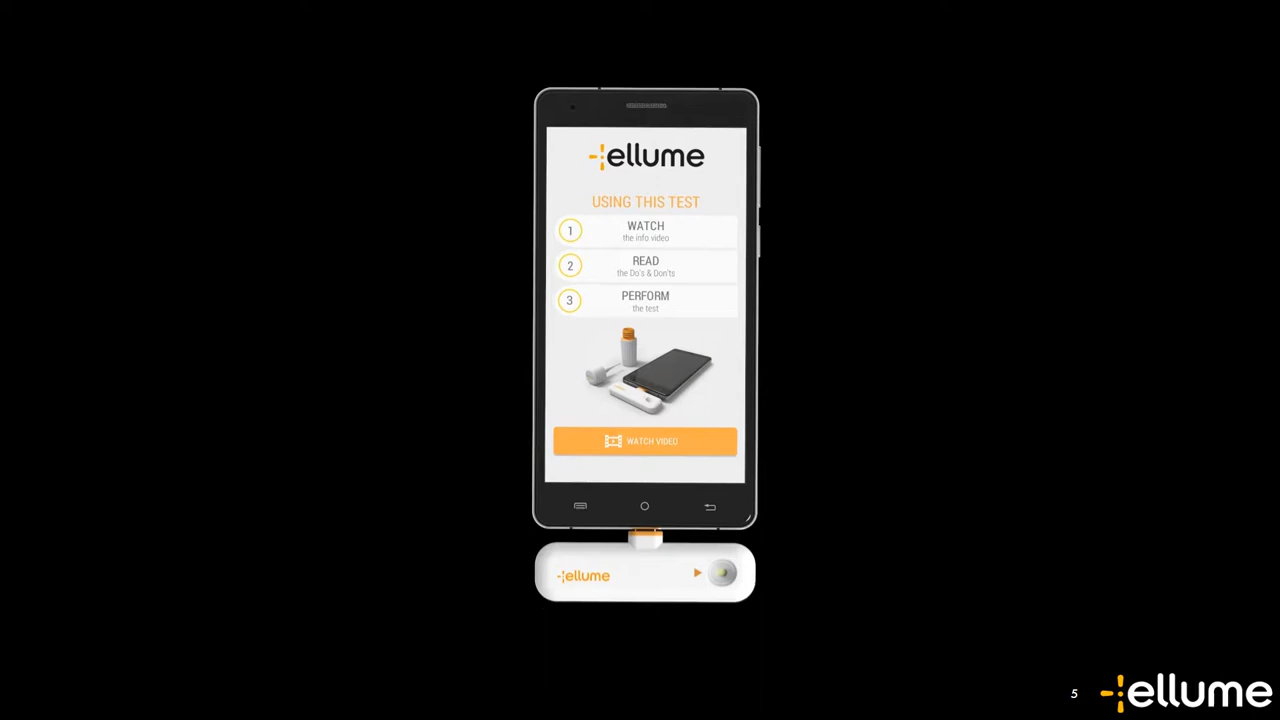 ellume
USING THIS TEST
1 WATCH
the info video
2 READ
the Do's & Don'ts
3 PERFORM
the test
WATCH VIDEO
ellume
5 ellume